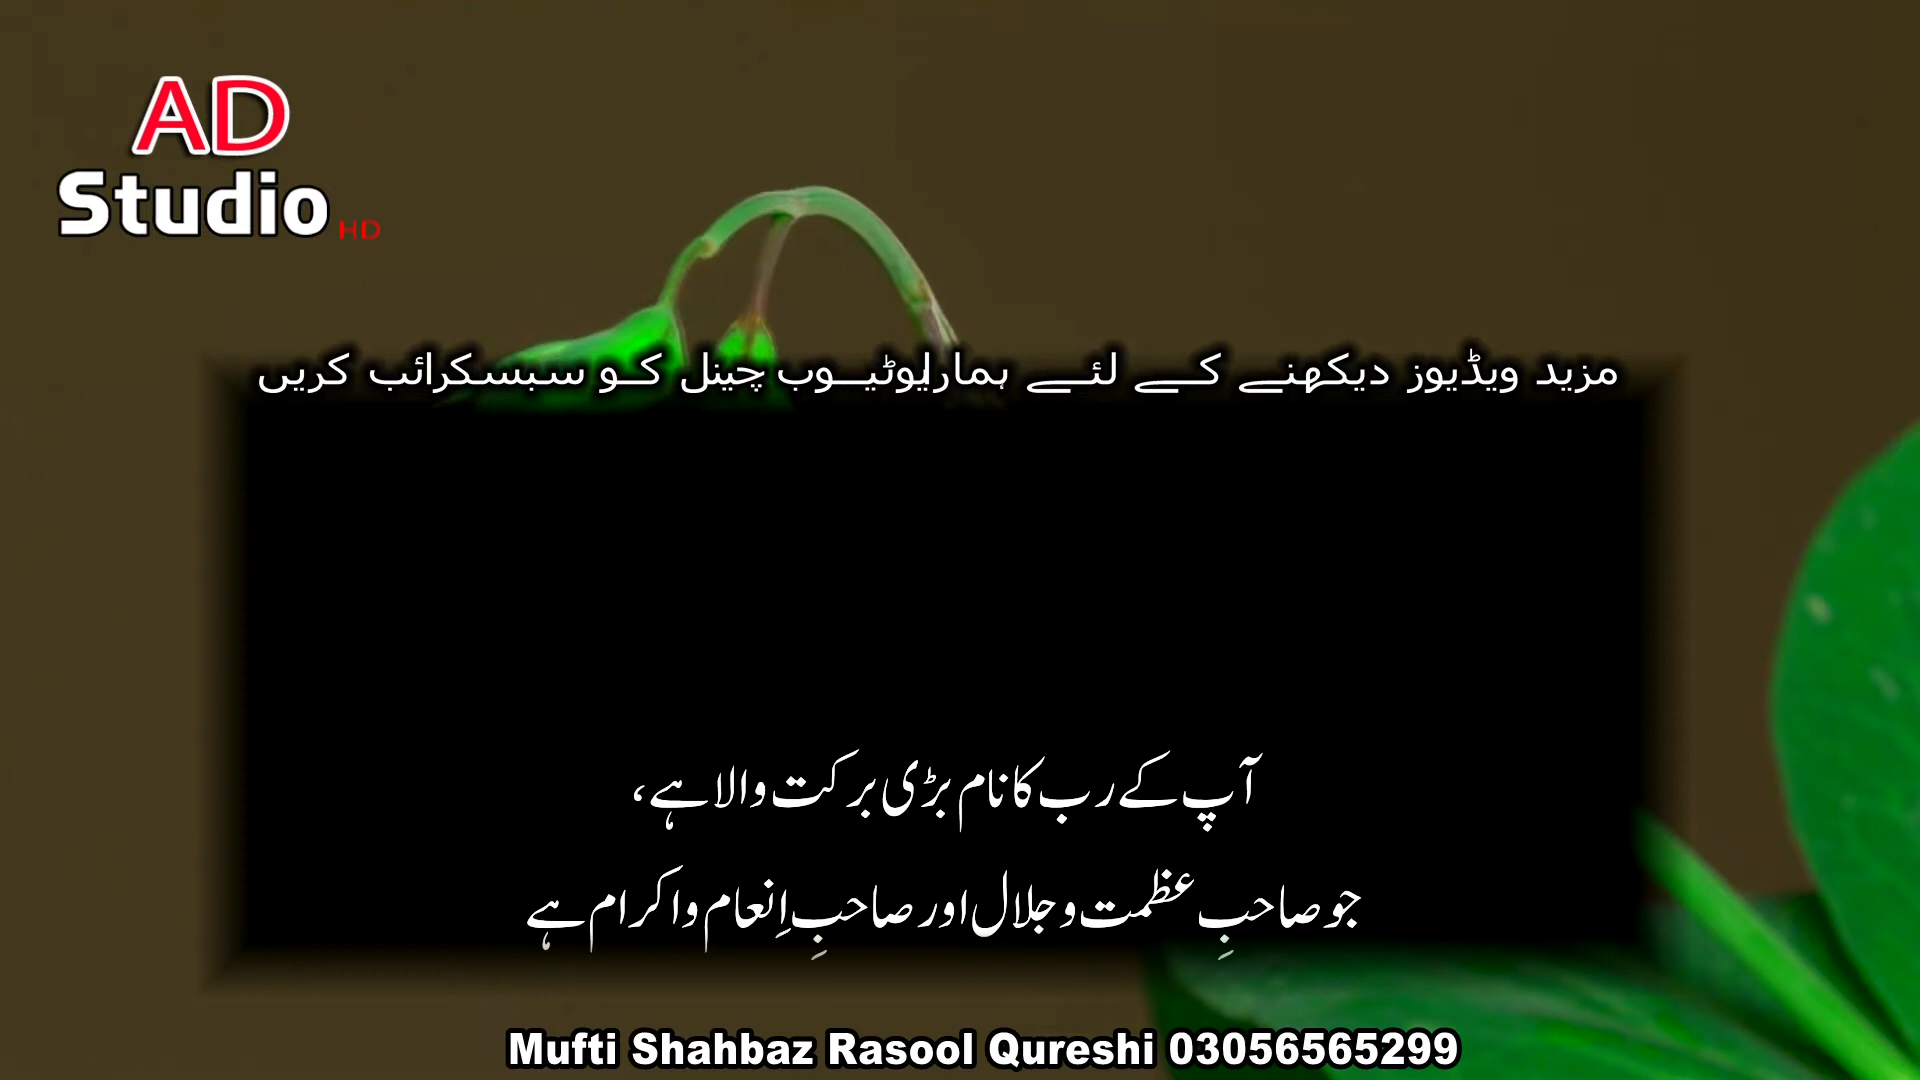 AD
Studio HD
مزید ویڈیوز دیکھنے کے لئے ہمارایوٹیوب چینل کو سبسکرائب کریں
آپ کے رب کا نام بڑی برکت والا ہے،
جو صاحبِ عظمت و جلال اور صاحبِ اِنعام و اکرام ہے
Mufti Shahbaz Rasool Qureshi 03056565299